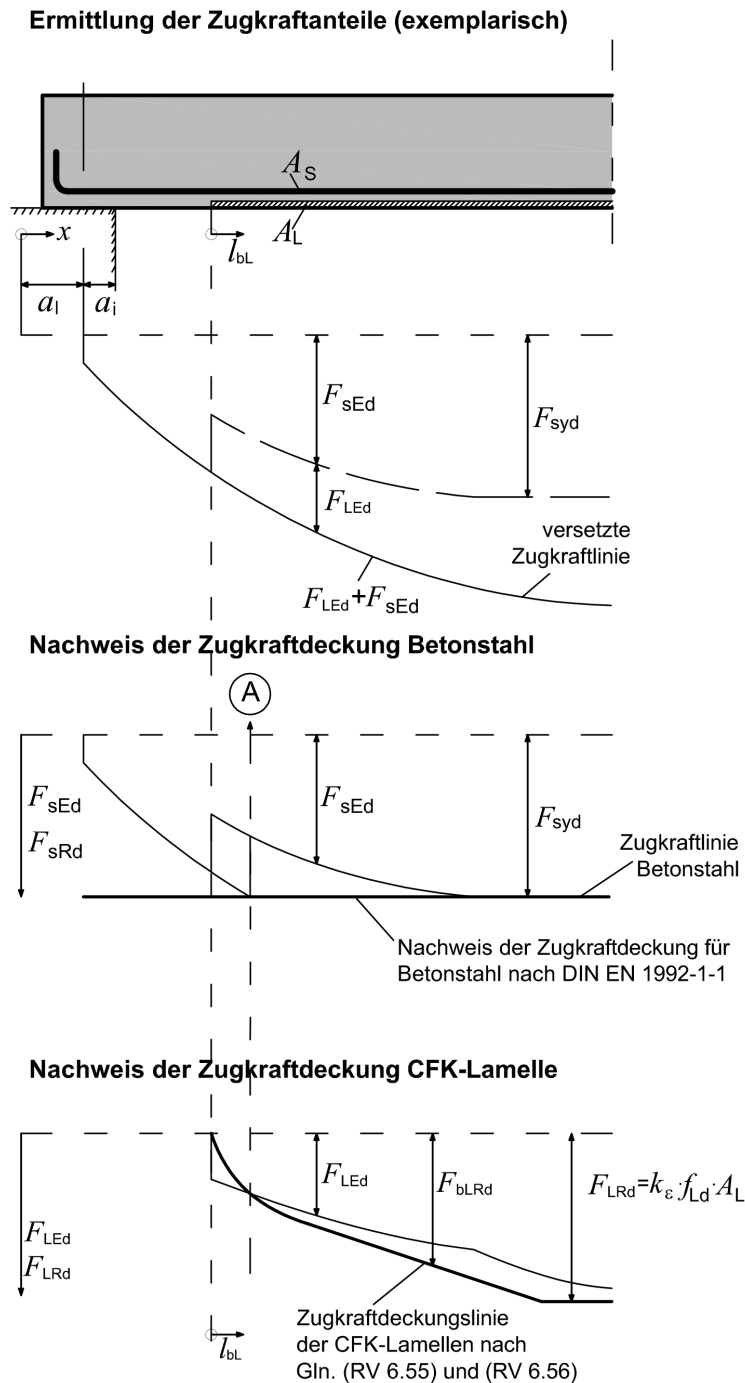 Ermittlung der Zugkraftanteile (exemplarisch)
A_S
A_L
x
l_bL
a_l
a_i
F_sEd
F_syd
F_LEd
versetzte
Zugkraftlinie
F_LEd+F_sEd
Nachweis der Zugkraftdeckung Betonstahl
A
F_sEd
F_sRd
F_sEd
F_syd
Zugkraftlinie
Betonstahl
Nachweis der Zugkraftdeckung für
Betonstahl nach DIN EN 1992-1-1
Nachweis der Zugkraftdeckung CFK-Lamelle
F_LEd
F_bLRd
F_LRd=k_ε·f_Ld·A_L
F_LEd
F_LRd
Zugkraftdeckungslinie
der CFK-Lamellen nach
Gln. (RV 6.55) und (RV 6.56)
l_bL